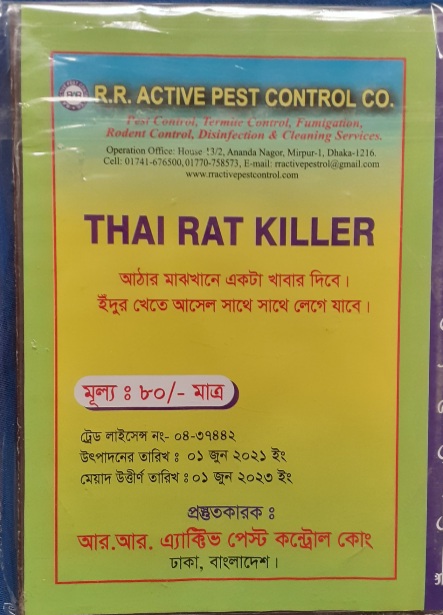 R.R. ACTIVE PEST CONTROL CO.
Pest Control, Termite Control, Fumigation,
Rodent Control, Disinfection & Cleaning Services.
Operation Office: House 13/2, Ananda Nagor, Mirpur-1, Dhaka-1216.
Cell: 01741-676500,01770-758573, E-mail: rractivepestrol@gmail.com
www.rractivepestcontrol.com
THAI RAT KILLER
আঠার মাঝখানে একটা খাবার দিবে।
ইঁদুর খেতে আসেল সাথে সাথে লেগে যাবে।
মূল্য ঃ ৮০/- মাত্র
ট্রেড লাইসেন্স নং- ০৪-৩৭৪৪২
উৎপাদনের তারিখ ঃ ০১ জুন ২০২১ ইং
মেয়াদ উত্তীর্ণ তারিখ ঃ ০১ জুন ২০২৩ ইং
প্রস্তুতকারক ঃ
আর.আর. এ্যাক্টিভ পেস্ট কন্ট্রোল কোং
ঢাকা, বাংলাদেশ।